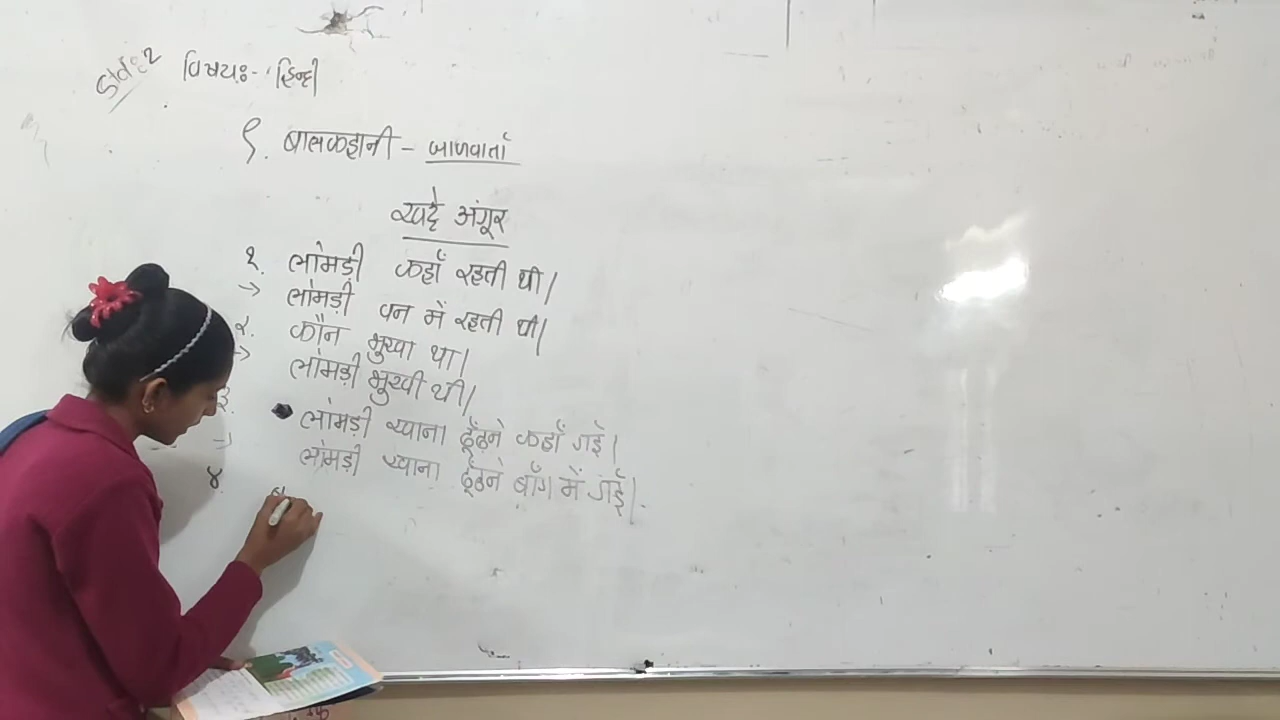 विषयः- हिन्दी
९. बालकहानी - બાળવાર્તા
खट्टे अंगूर
१. लोमड़ी कहाँ रहती थी।
→ लोमड़ी वन में रहती थी।
२. कौन भुखा था।
→ लोमड़ी भुखी थी।
३. लोमड़ी खाना ढूँढने कहाँ गई।
→ लोमड़ी खाना ढूँढने बाँग में गई।
४.